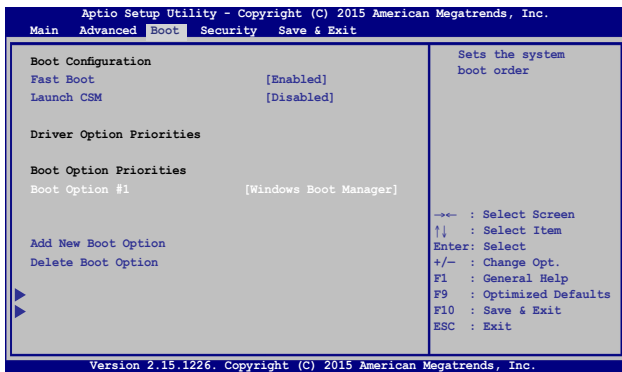 Aptio Setup Utility - Copyright (C) 2015 American Megatrends, Inc.
Main Advanced Boot Security Save & Exit
Boot Configuration
Fast Boot [Enabled]
Launch CSM [Disabled]
Driver Option Priorities
Boot Option Priorities
Boot Option #1 [Windows Boot Manager]
Add New Boot Option
Delete Boot Option
Sets the system
boot order
→← : Select Screen
↑↓ : Select Item
Enter: Select
+/— : Change Opt.
F1 : General Help
F9 : Optimized Defaults
F10 : Save & Exit
ESC : Exit
Version 2.15.1226. Copyright (C) 2015 American Megatrends, Inc.